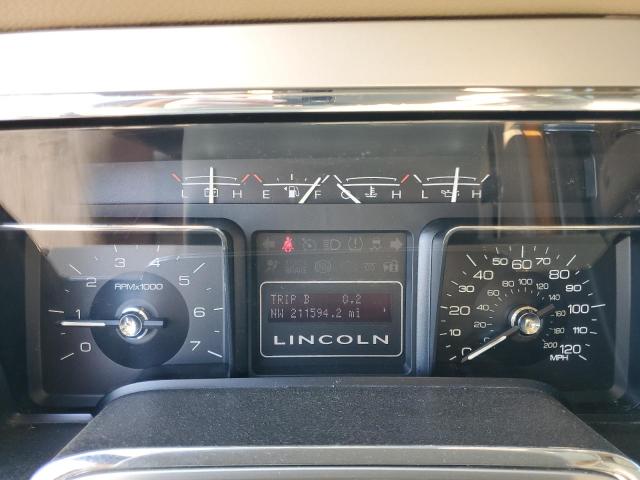 L H E F C H L H
0 1 2 3 4 5 6 7
RPMx1000
BRAKE
TRIP B 0.2
NW 211594.2 mi
LINCOLN
0 10 20 30 40 50 60 70 80 90 100 110 120
MPH